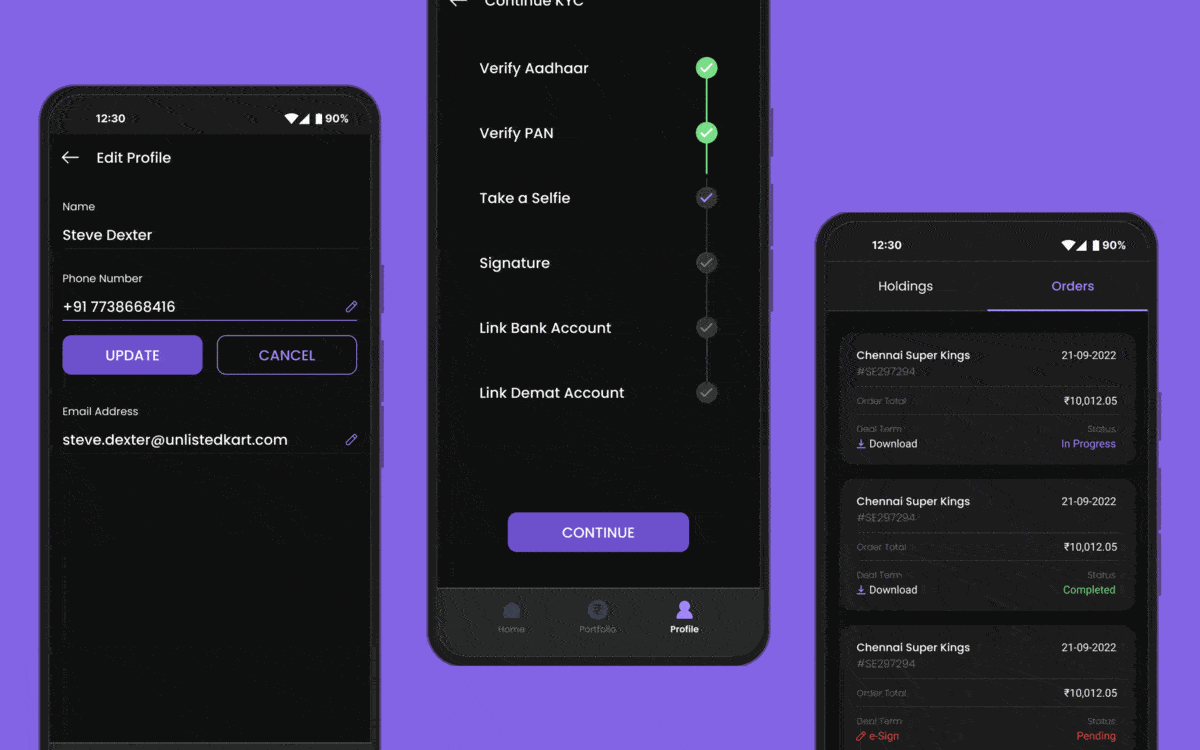 12:30
90%
Edit Profile
Name
Steve Dexter
Phone Number
+91 7738668416
UPDATE CANCEL
Email Address
steve.dexter@unlistedkart.com
Continue KYC
Verify Aadhaar
Verify PAN
Take a Selfie
Signature
Link Bank Account
Link Demat Account
CONTINUE
Home Portfolio Profile
12:30
90%
Holdings Orders
Chennai Super Kings 21-09-2022
#SE297294
Order Total ₹10,012.05
Deal Term Status
Download In Progress
Chennai Super Kings 21-09-2022
#SE297294
Order Total ₹10,012.05
Deal Term Status
Download Completed
Chennai Super Kings 21-09-2022
#SE297294
Order Total ₹10,012.05
Deal Term Status
e-Sign Pending